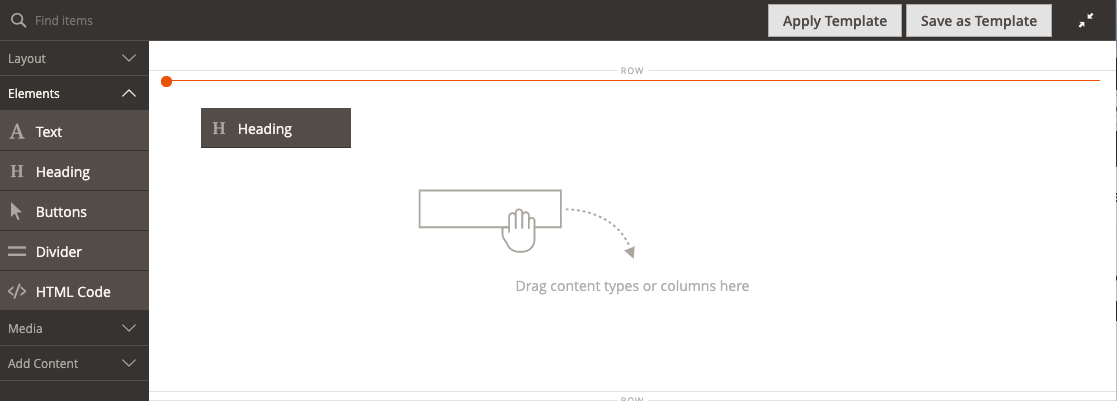 Find items
Apply Template
Save as Template
Layout
ROW
Elements
A Text
H Heading
H Heading
Buttons
Divider
</> HTML Code
Drag content types or columns here
Media
Add Content
ROW